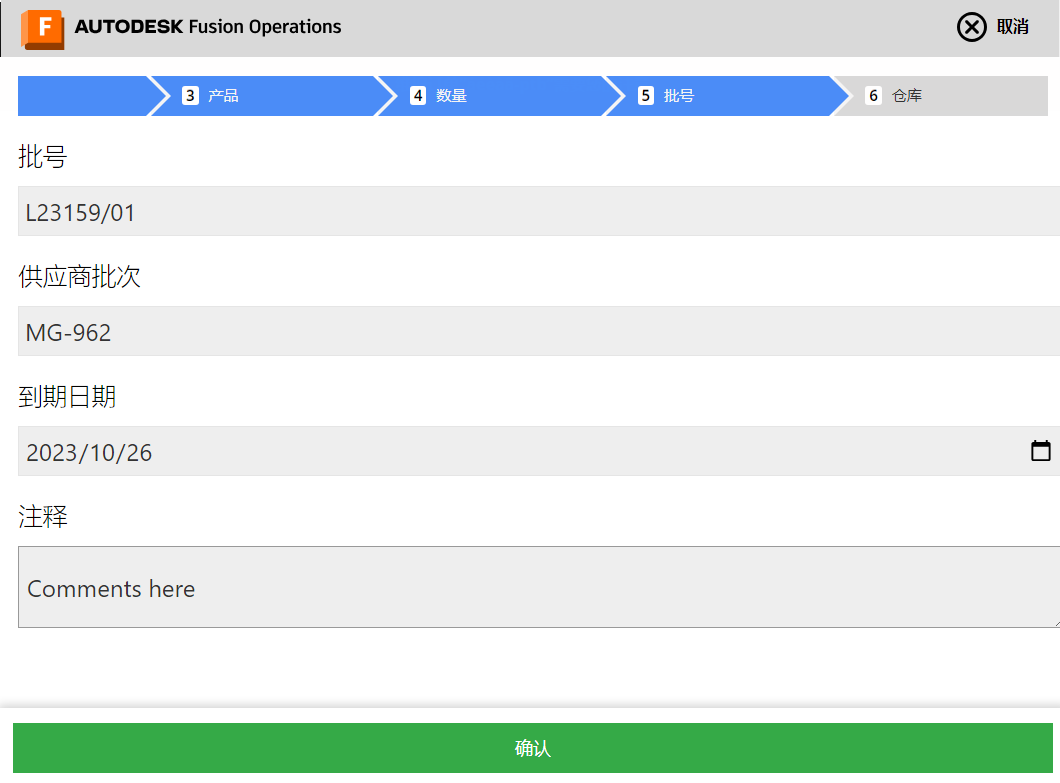 F AUTODESK Fusion Operations 取消
3 产品 4 数量 5 批号 6 仓库
批号
L23159/01
供应商批次
MG-962
到期日期
2023/10/26
注释
Comments here
确认